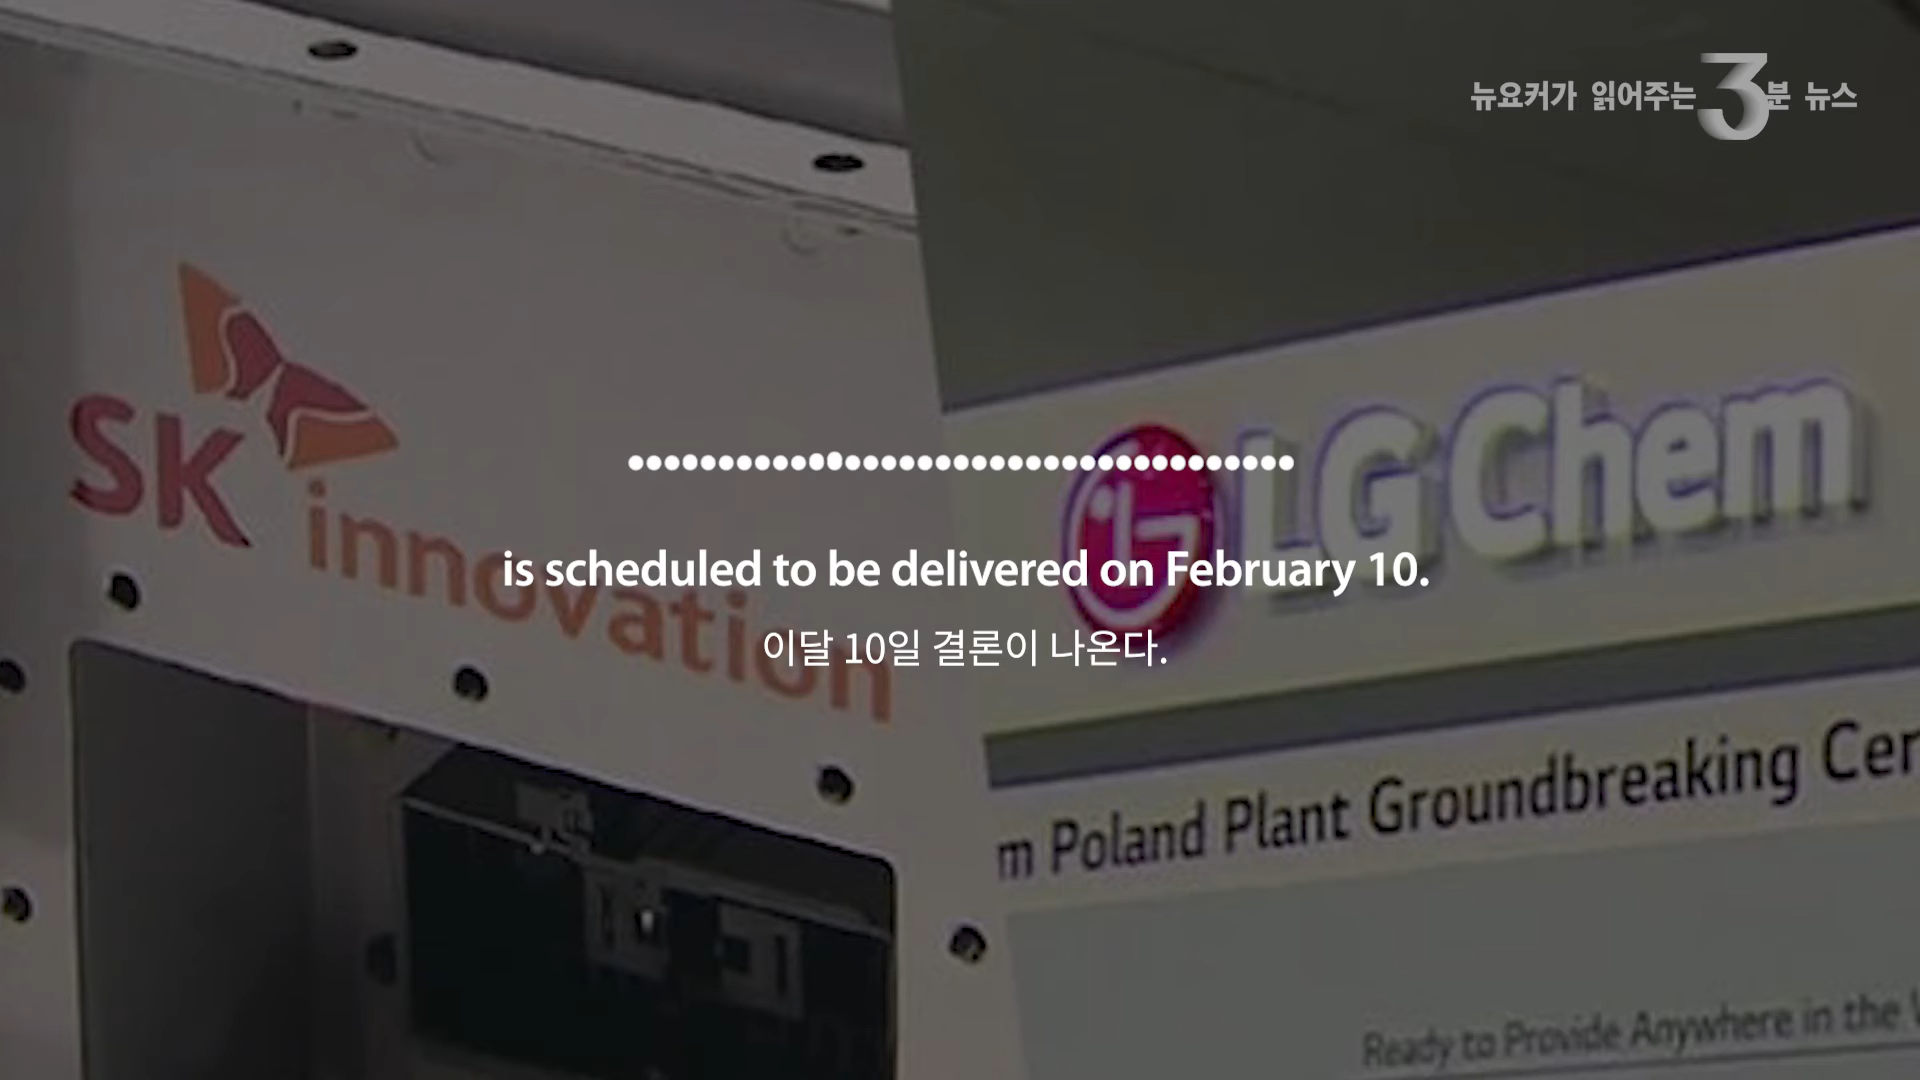 뉴요커가 읽어주는 3분 뉴스
SK
innovation
LG Chem
is scheduled to be delivered on February 10.
이달 10일 결론이 나온다.
m Poland Plant Groundbreaking Cer
Ready to Provide Anywhere in the